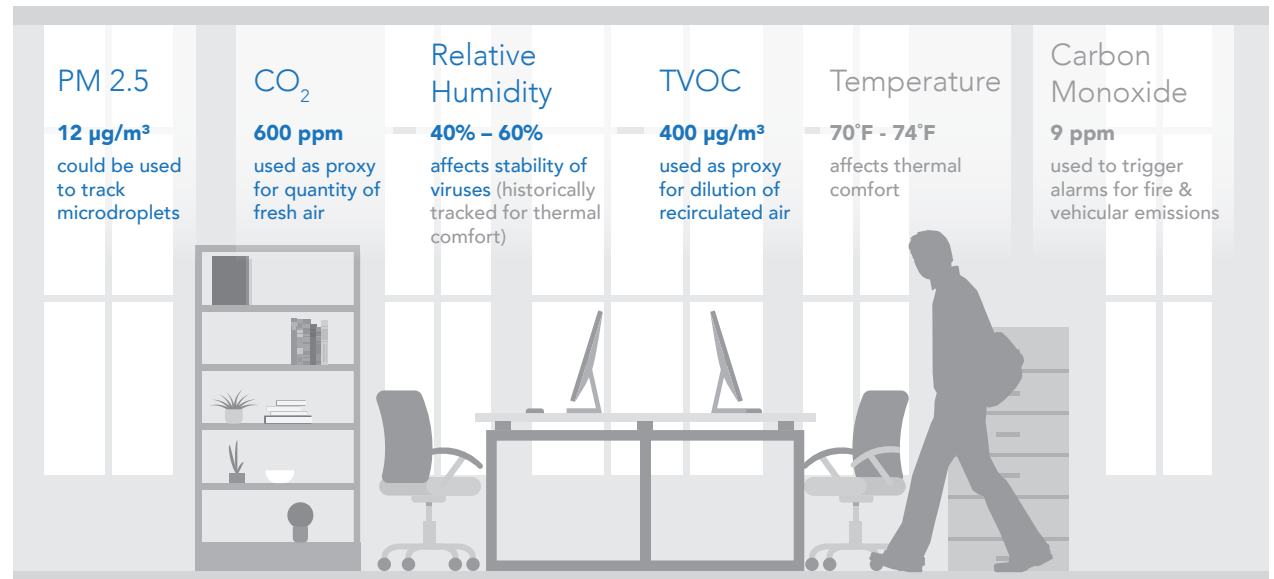 PM 2.5
12 µg/m³
could be used
to track
microdroplets
CO₂
600 ppm
used as proxy
for quantity of
fresh air
Relative
Humidity
40% – 60%
affects stability of
viruses (historically
tracked for thermal
comfort)
TVOC
400 µg/m³
used as proxy
for dilution of
recirculated air
Temperature
70˚F - 74˚F
affects thermal
comfort
Carbon
Monoxide
9 ppm
used to trigger
alarms for fire &
vehicular emissions